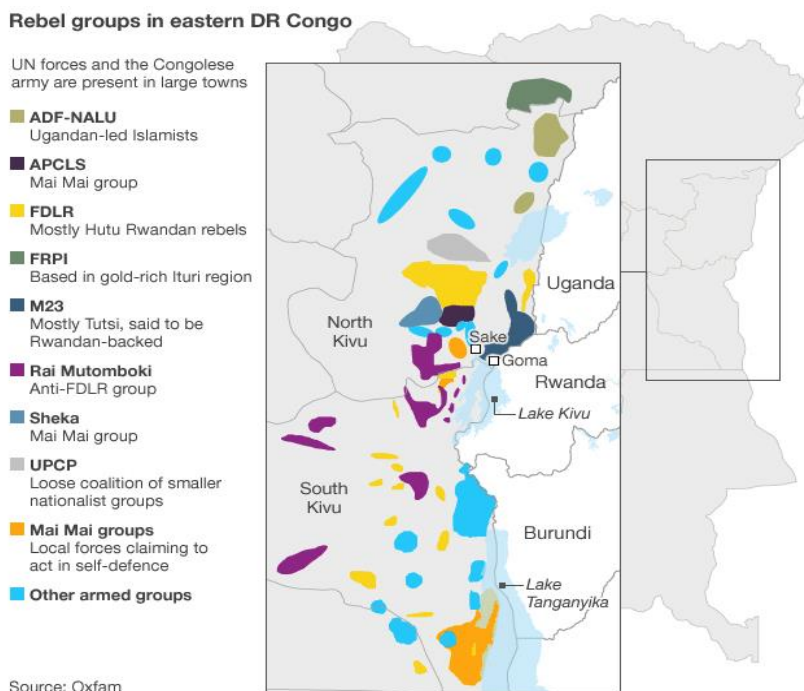 Rebel groups in eastern DR Congo
UN forces and the Congolese
army are present in large towns
ADF-NALU
Ugandan-led Islamists
APCLS
Mai Mai group
FDLR
Mostly Hutu Rwandan rebels
FRPI
Based in gold-rich Ituri region
M23
Mostly Tutsi, said to be
Rwandan-backed
Rai Mutomboki
Anti-FDLR group
Sheka
Mai Mai group
UPCP
Loose coalition of smaller
nationalist groups
Mai Mai groups
Local forces claiming to
act in self-defence
Other armed groups
Source: Oxfam
Uganda
North
Kivu
Sake
Goma
Rwanda
Lake Kivu
South
Kivu
Burundi
Lake
Tanganyika